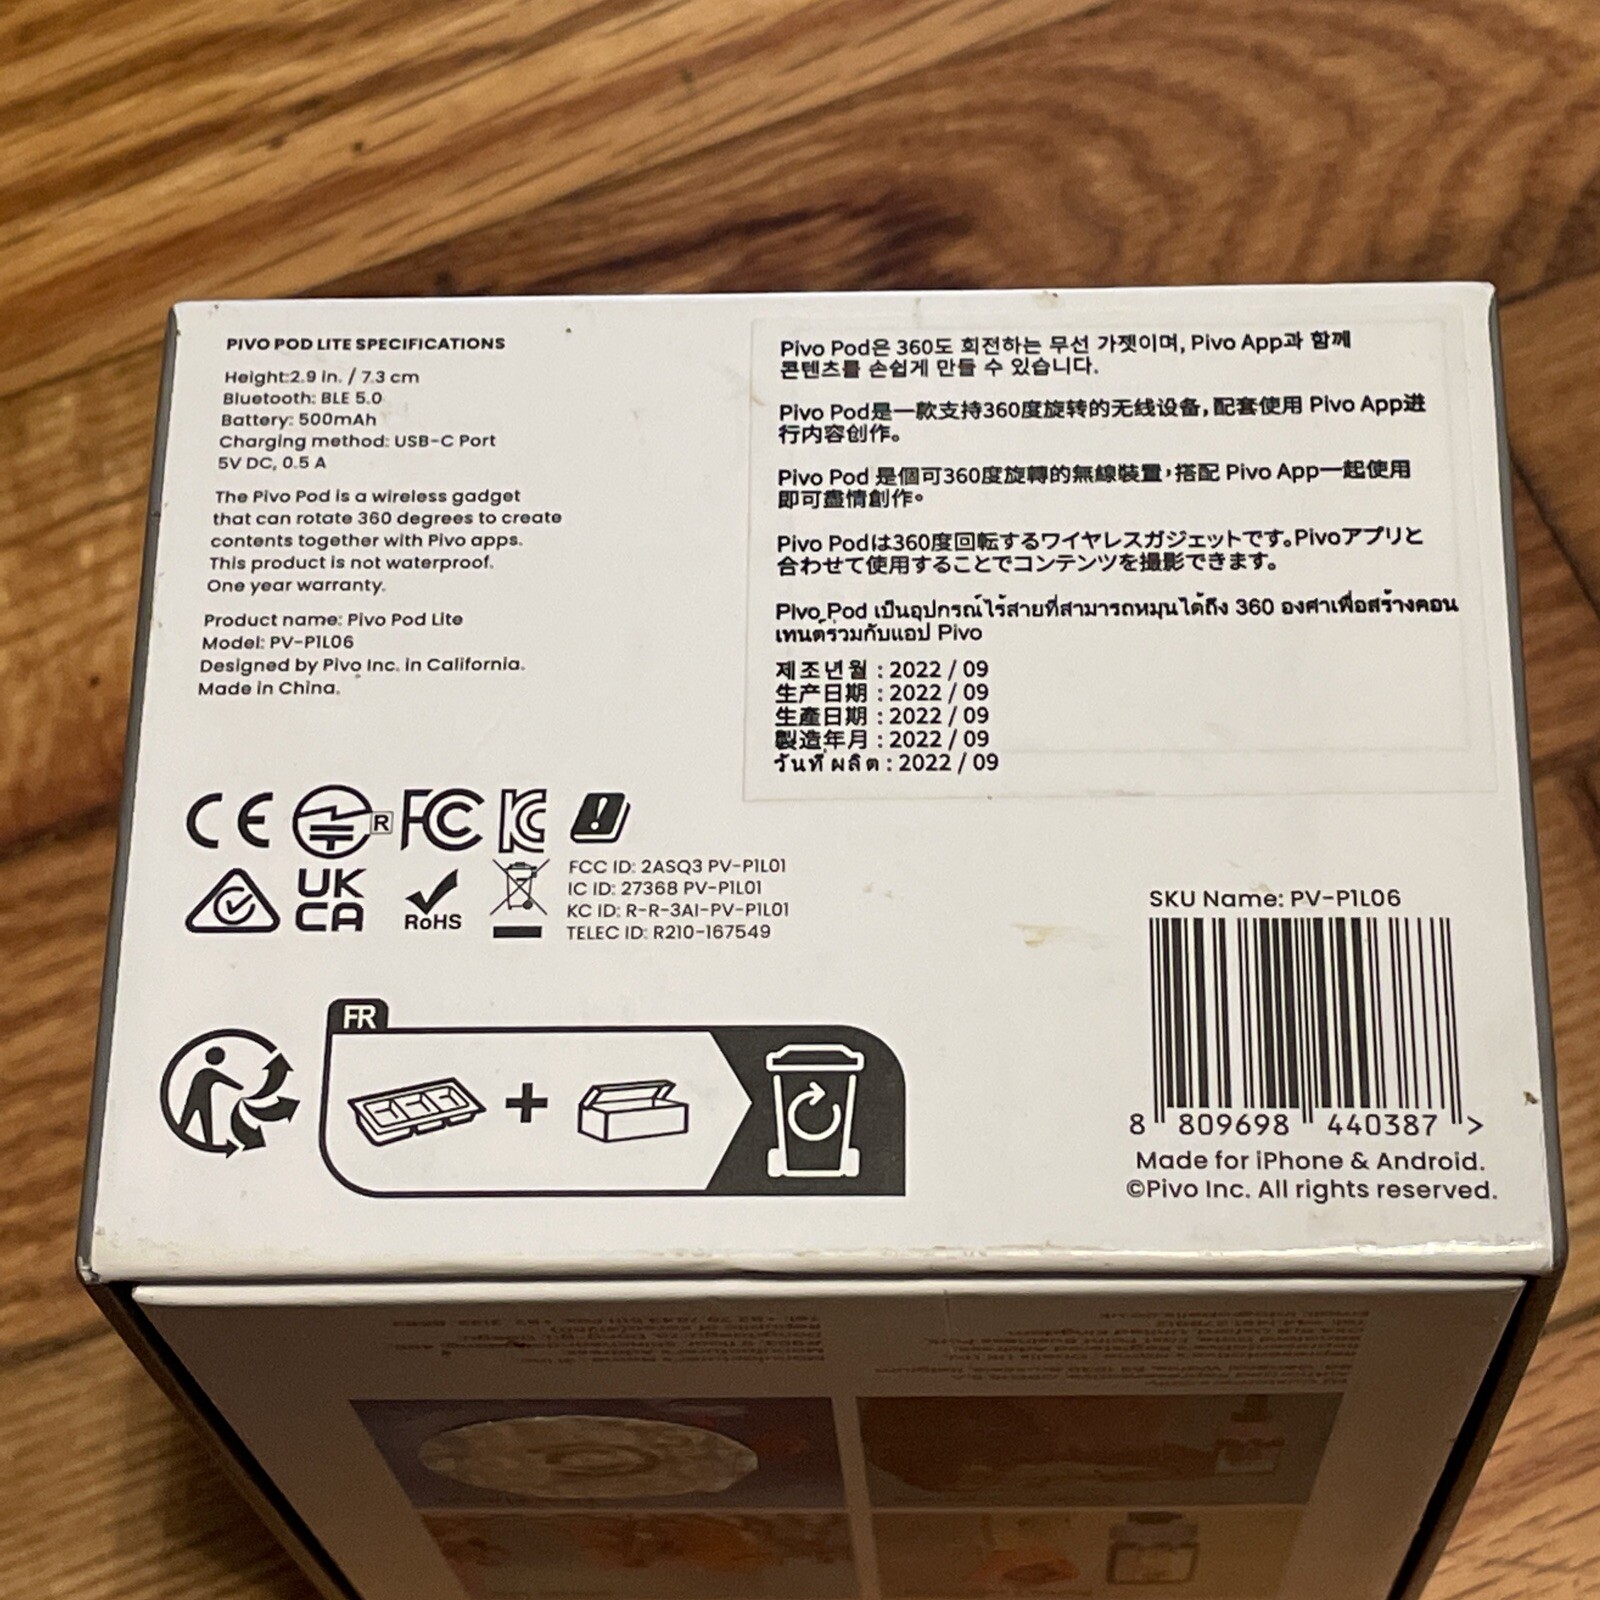 PIVO POD LITE SPECIFICATIONS
Height:2.9 in. / 7.3 cm
Bluetooth: BLE 5.0
Battery: 500mAh
Charging method: USB-C Port
5V DC, 0.5 A
The Pivo Pod is a wireless gadget
that can rotate 360 degrees to create
contents together with Pivo apps.
This product is not waterproof.
One year warranty.
Product name: Pivo Pod Lite
Model: PV-P1L06
Designed by Pivo Inc. in California.
Made in China.
Pivo Pod은 360도 회전하는 무선 가젯이며, Pivo App과 함께
콘텐츠를 손쉽게 만들 수 있습니다.
Pivo Pod是一款支持360度旋转的无线设备,配套使用 Pivo App进
行内容创作。
Pivo Pod 是個可360度旋轉的無線裝置,搭配 Pivo App一起使用
即可盡情創作。
Pivo Podは360度回転するワイヤレスガジェットです。Pivoアプリと
合わせて使用することでコンテンツを撮影できます。
Pivo Pod เป็นอุปกรณ์ไร้สายที่สามารถหมุนได้ถึง 360 องศาเพื่อสร้างคอน
เทนต์ร่วมกับแอป Pivo
제조년월 : 2022 / 09
生产日期 : 2022 / 09
生產日期 : 2022 / 09
製造年月 : 2022 / 09
วันที่ผลิต : 2022 / 09
CE R FC KC
UK
CA
RoHS
FCC ID: 2ASQ3 PV-P1L01
IC ID: 27368 PV-P1L01
KC ID: R-R-3AI-PV-P1L01
TELEC ID: R210-167549
FR
SKU Name: PV-P1L06
8 809698 440387 >
Made for iPhone & Android.
©Pivo Inc. All rights reserved.